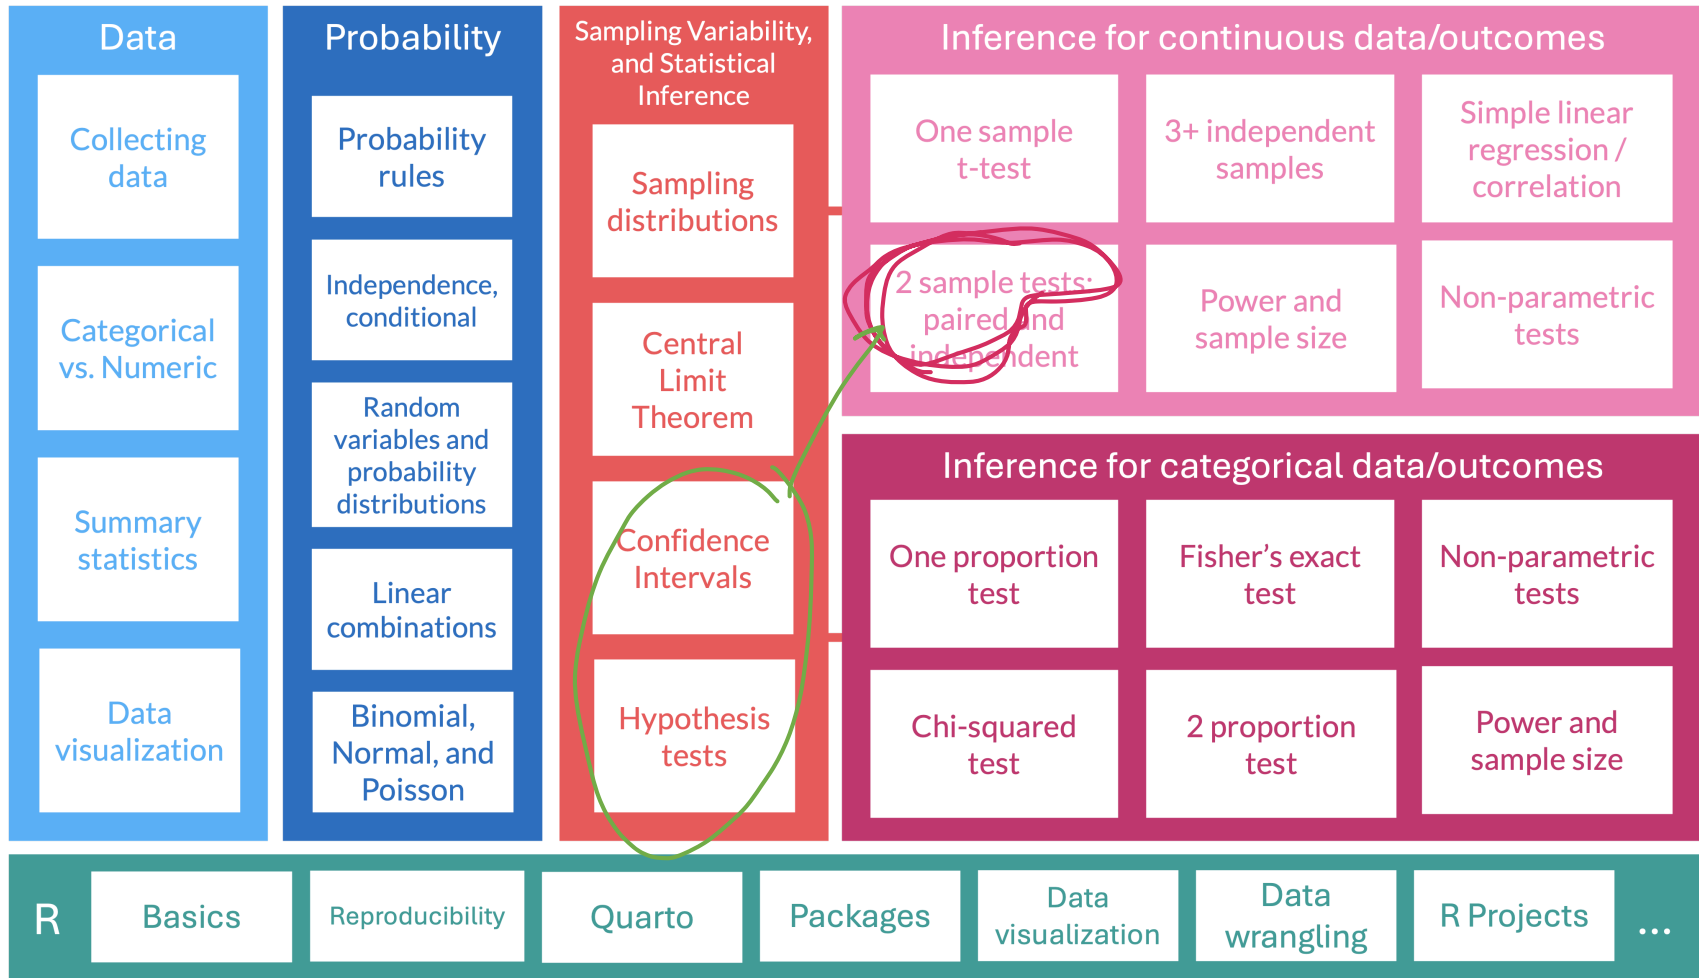 Data
Collecting
data
Categorical
vs. Numeric
Summary
statistics
Data
visualization
Probability
Probability
rules
Independence,
conditional
Random
variables and
probability
distributions
Linear
combinations
Binomial,
Normal, and
Poisson
Sampling Variability,
and Statistical
Inference
Sampling
distributions
Central
Limit
Theorem
Confidence
Intervals
Hypothesis
tests
Inference for continuous data/outcomes
One sample
t-test
3+ independent
samples
Simple linear
regression /
correlation
2 sample tests:
paired and
independent
Power and
sample size
Non-parametric
tests
Inference for categorical data/outcomes
One proportion
test
Fisher’s exact
test
Non-parametric
tests
Chi-squared
test
2 proportion
test
Power and
sample size
R
Basics
Reproducibility
Quarto
Packages
Data
visualization
Data
wrangling
R Projects
...